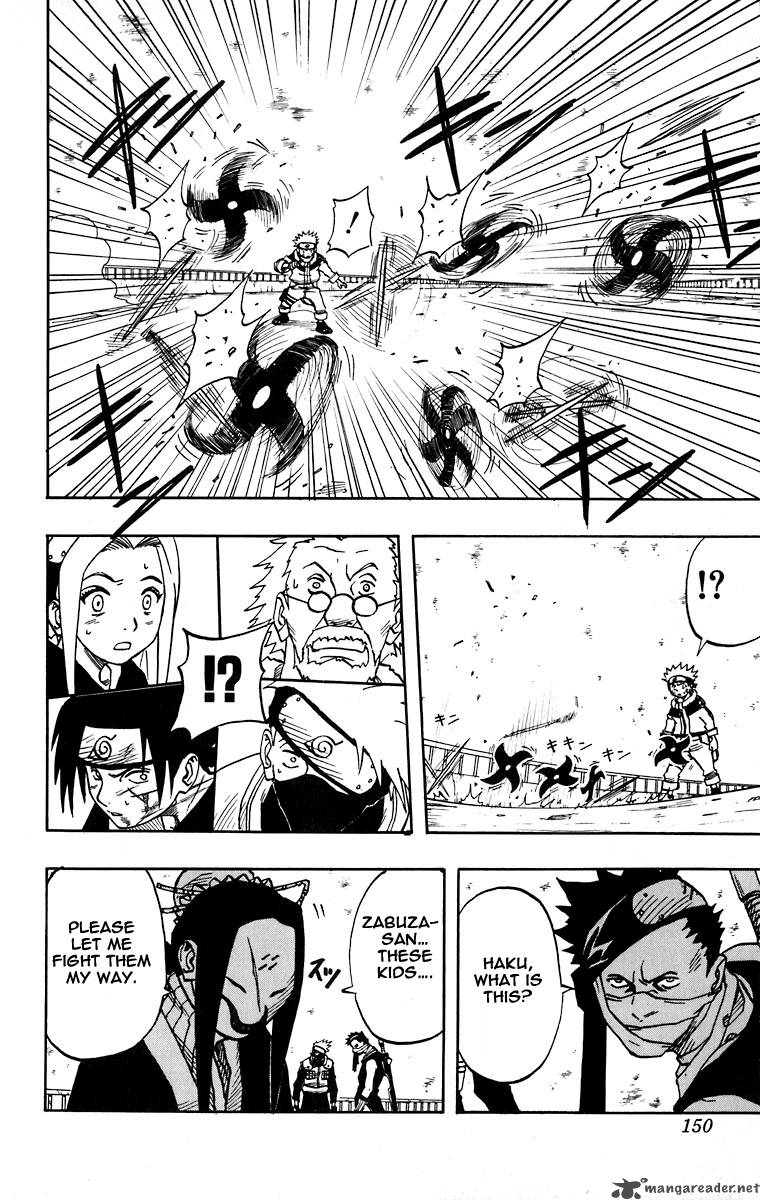 !
!?
キン
キキン
キン
!?
HAKU,
WHAT IS
THIS?
ZABUZA-
SAN...
THESE
KIDS....
スッ
PLEASE
LET ME
FIGHT THEM
MY WAY.
150
mangareader.net